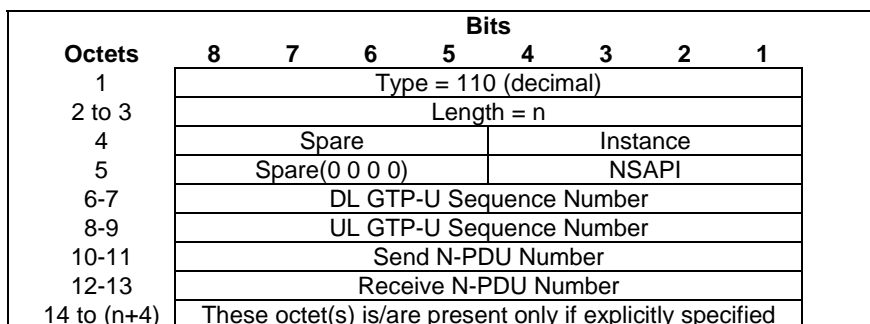 Bits
Octets 8 7 6 5 4 3 2 1
1 Type = 110 (decimal)
2 to 3 Length = n
4 Spare Instance
5 Spare(0 0 0 0) NSAPI
6-7 DL GTP-U Sequence Number
8-9 UL GTP-U Sequence Number
10-11 Send N-PDU Number
12-13 Receive N-PDU Number
14 to (n+4) These octet(s) is/are present only if explicitly specified